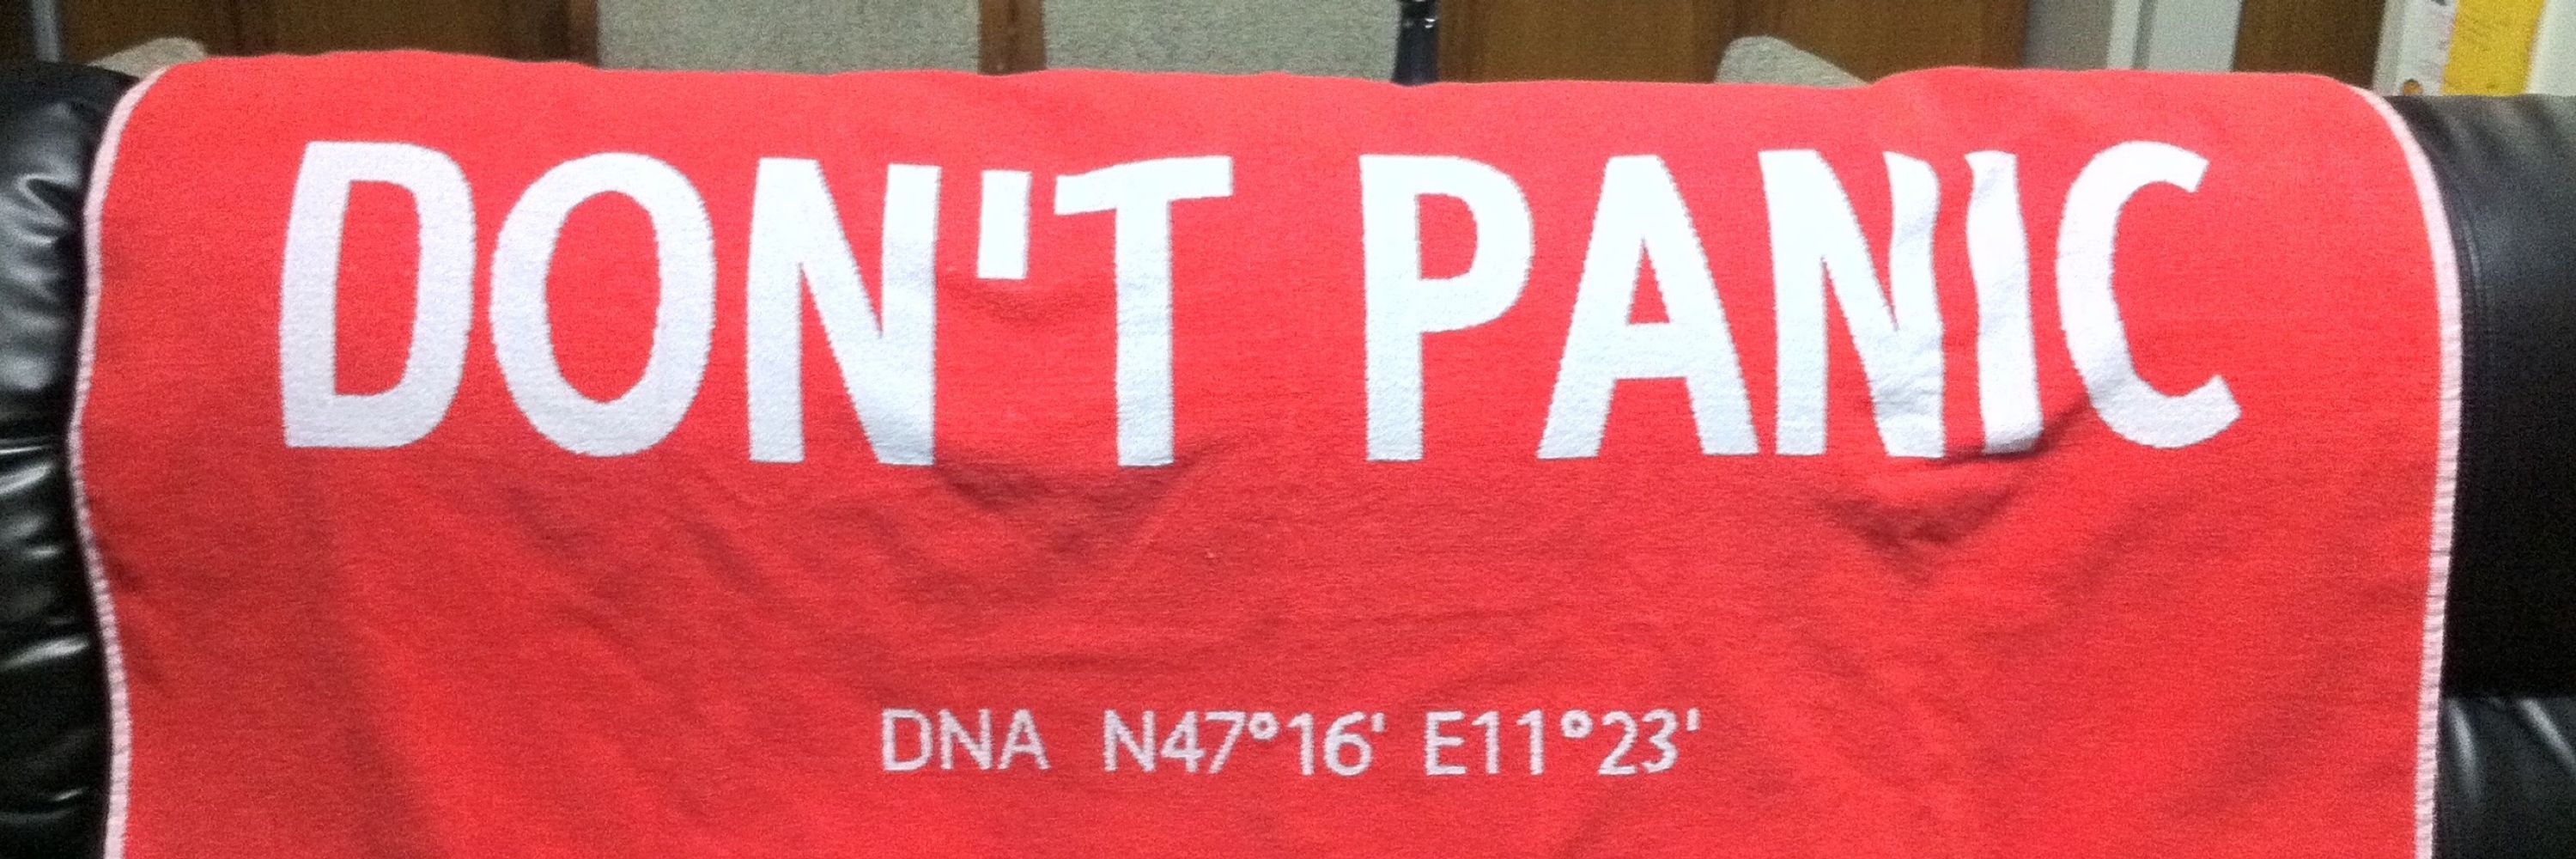 DON'T PANIC
DNA N47°16' E11°23'